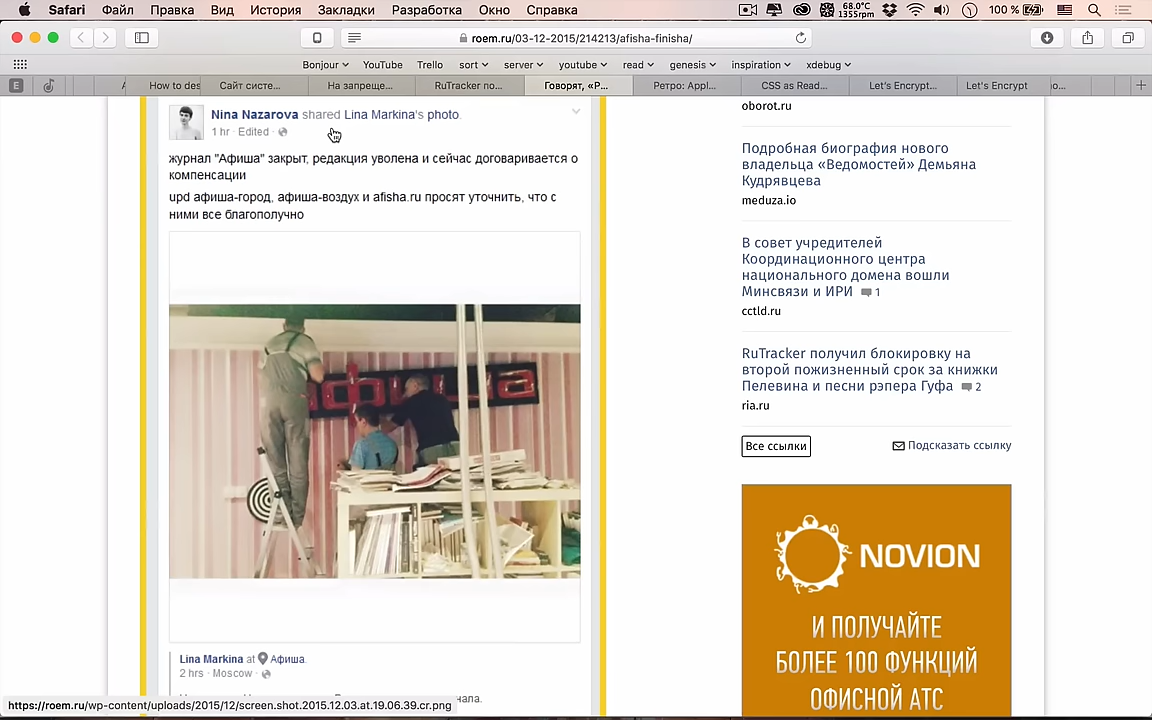 Safari Файл Правка Вид История Закладки Разработка Окно Справка 68.0°C 1355rpm 100 %
roem.ru/03-12-2015/214213/afisha-finisha/
Bonjour YouTube Trello sort server youtube read genesis inspiration xdebug
E How to des Сайт систе... На запреще... RuTracker по... Говорят, «Р... Ретро: Appl... CSS as Read... Let's Encrypt... Let's Encrypt о...
Nina Nazarova shared Lina Markina's photo.
1 hr · Edited ·
журнал "Афиша" закрыт, редакция уволена и сейчас договаривается о
компенсации
upd афиша-город, афиша-воздух и afisha.ru просят уточнить, что с
ними все благополучно
фиша
Lina Markina at Афиша.
2 hrs · Moscow ·
нала.
https://roem.ru/wp-content/uploads/2015/12/screen.shot.2015.12.03.at.19.06.39.cr.png
oborot.ru
Подробная биография нового
владельца «Ведомостей» Демьяна
Кудрявцева
meduza.io
В совет учредителей
Координационного центра
национального домена вошли
Минсвязи и ИРИ 1
cctld.ru
RuTracker получил блокировку на
второй пожизненный срок за книжки
Пелевина и песни рэпера Гуфа 2
ria.ru
Все ссылки Подсказать ссылку
NOVION
И ПОЛУЧАЙТЕ
БОЛЕЕ 100 ФУНКЦИЙ
ОФИСНОЙ АТС